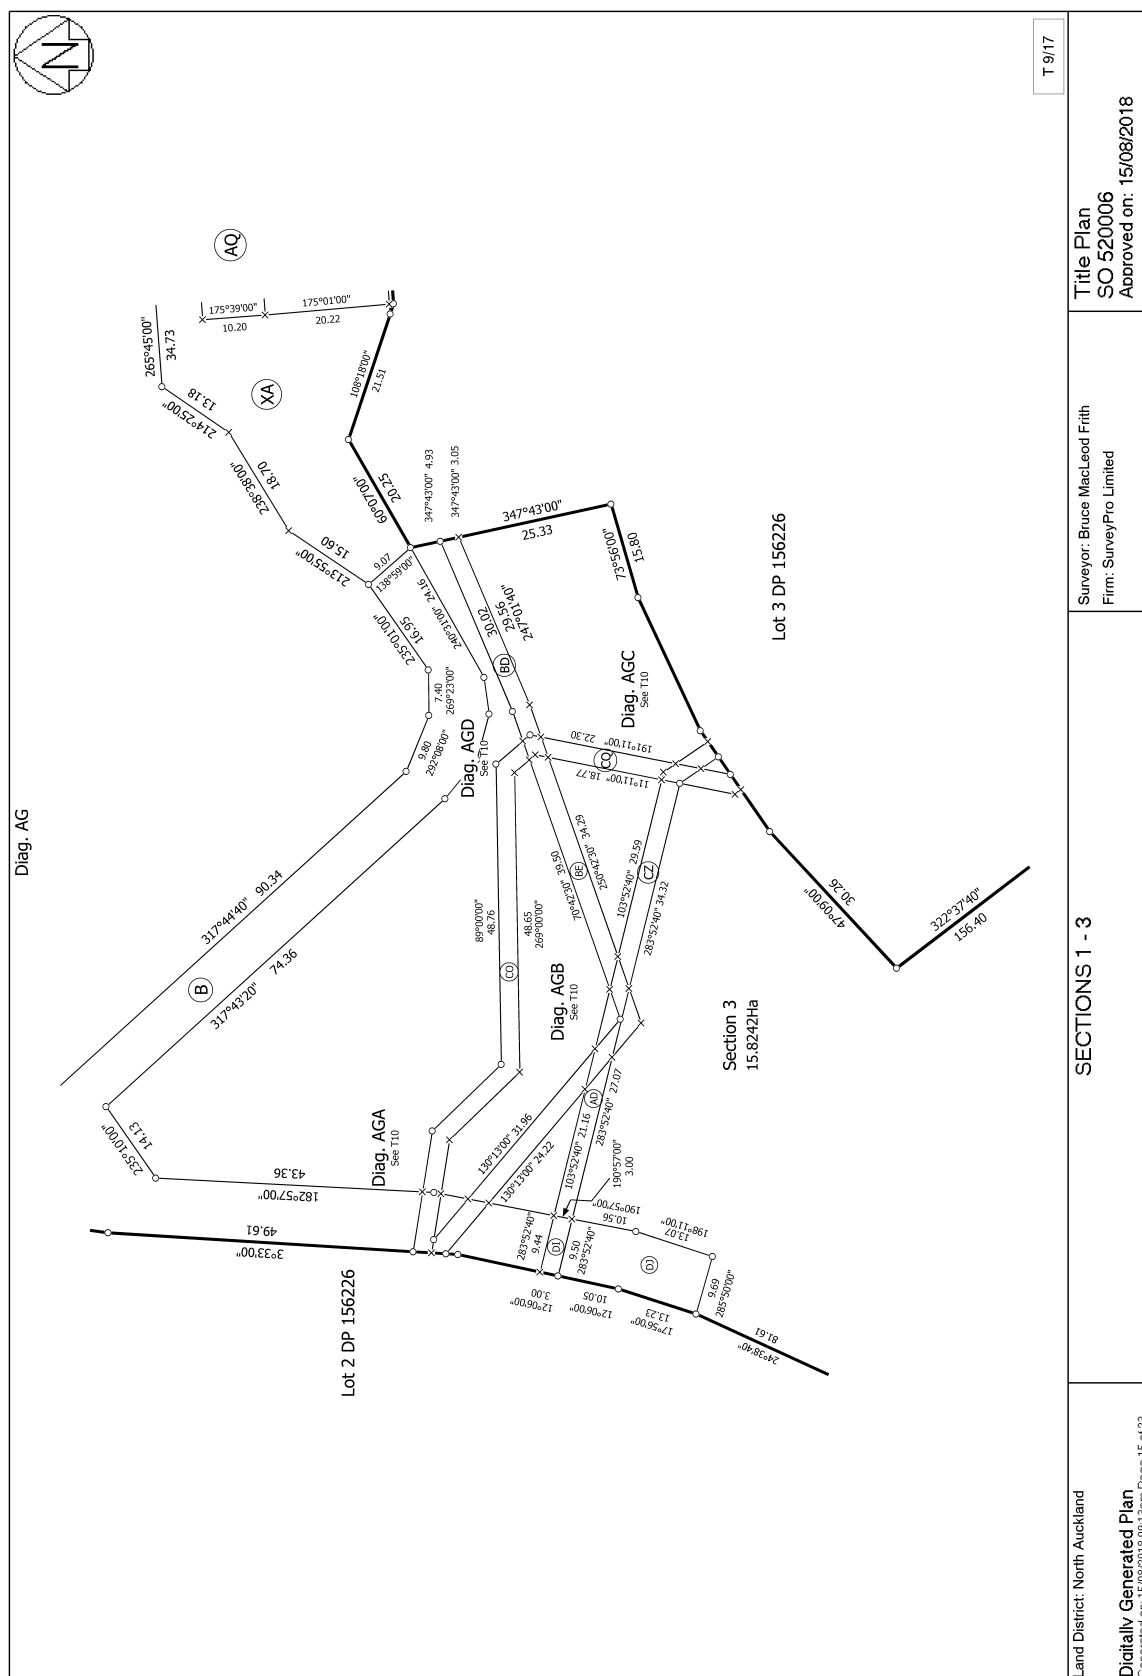 N
Diag. AG
T 9/17
AQ
XA
B
265°45'00"
34.73
175°39'00"
10.20
175°01'00"
20.22
13.18
214°25'00"
18.70
238°38'00"
108°18'00"
21.51
15.60
213°55'00"
20.25
60°07'00"
9.07
138°59'00"
347°43'00" 4.93
347°43'00" 3.05
347°43'00"
25.33
16.95
235°01'00"
24.16
240°31'00"
7.40
269°23'00"
9.80
292°08'00"
30.02
29.56
247°01'40"
BD
73°56'00"
15.80
Lot 3 DP 156226
Diag. AGC
See T10
Diag. AGD
See T10
317°44'40" 90.34
317°43'20" 74.36
22.30 191°11'00"
CQ
11°11'00" 18.77
89°00'00"
48.76
CO
48.65
269°00'00"
70°42'30" 39.50
BE
250°42'30" 34.29
103°52'40" 29.59
CZ
283°52'40" 34.32
30.26
47°09'00"
322°37'40"
156.40
Diag. AGB
See T10
Section 3
15.8242Ha
14.13
235°10'00"
43.36
182°57'00"
Diag. AGA
See T10
130°13'00" 31.96
130°13'00" 24.22
103°52'40" 21.16
AD
283°52'40" 27.07
190°57'00"
3.00
49.61
3°33'00"
283°52'40"
9.44
DI
9.50
283°52'40"
10.56 190°57'00"
13.07
198°11'00"
DJ
3.00
12°06'00"
10.05
12°06'00"
13.23
17°56'00"
9.69
285°50'00"
81.61
24°38'40"
Lot 2 DP 156226
Land District: North Auckland
Digitally Generated Plan
Generated on: 15/08/2018 09:13am Page 15 of 23
SECTIONS 1 - 3
Surveyor: Bruce MacLeod Frith
Firm: SurveyPro Limited
Title Plan
SO 520006
Approved on: 15/08/2018